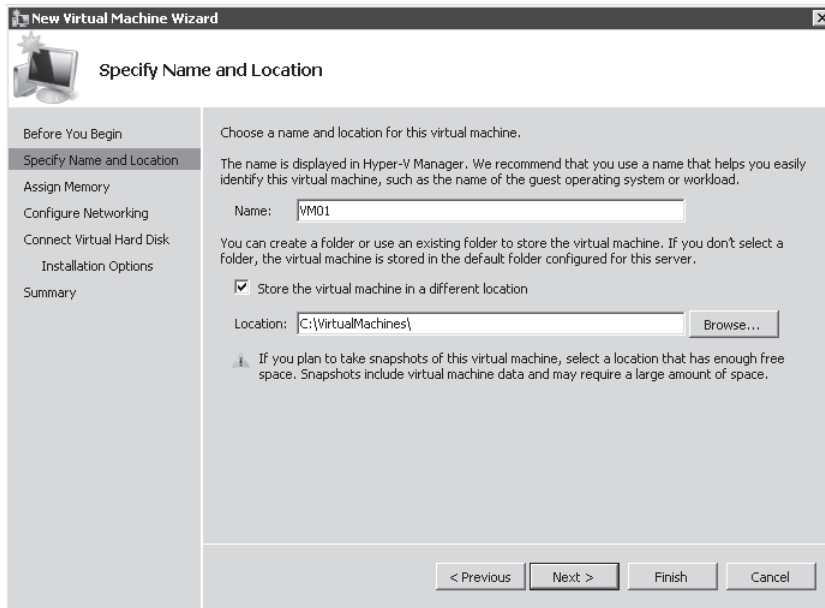 New Virtual Machine Wizard
Specify Name and Location
Before You Begin
Specify Name and Location
Assign Memory
Configure Networking
Connect Virtual Hard Disk
Installation Options
Summary
Choose a name and location for this virtual machine.
The name is displayed in Hyper-V Manager. We recommend that you use a name that helps you easily
identify this virtual machine, such as the name of the guest operating system or workload.
Name: VM01
You can create a folder or use an existing folder to store the virtual machine. If you don't select a
folder, the virtual machine is stored in the default folder configured for this server.
Store the virtual machine in a different location
Location: C:\VirtualMachines\ Browse...
If you plan to take snapshots of this virtual machine, select a location that has enough free
space. Snapshots include virtual machine data and may require a large amount of space.
< Previous Next > Finish Cancel